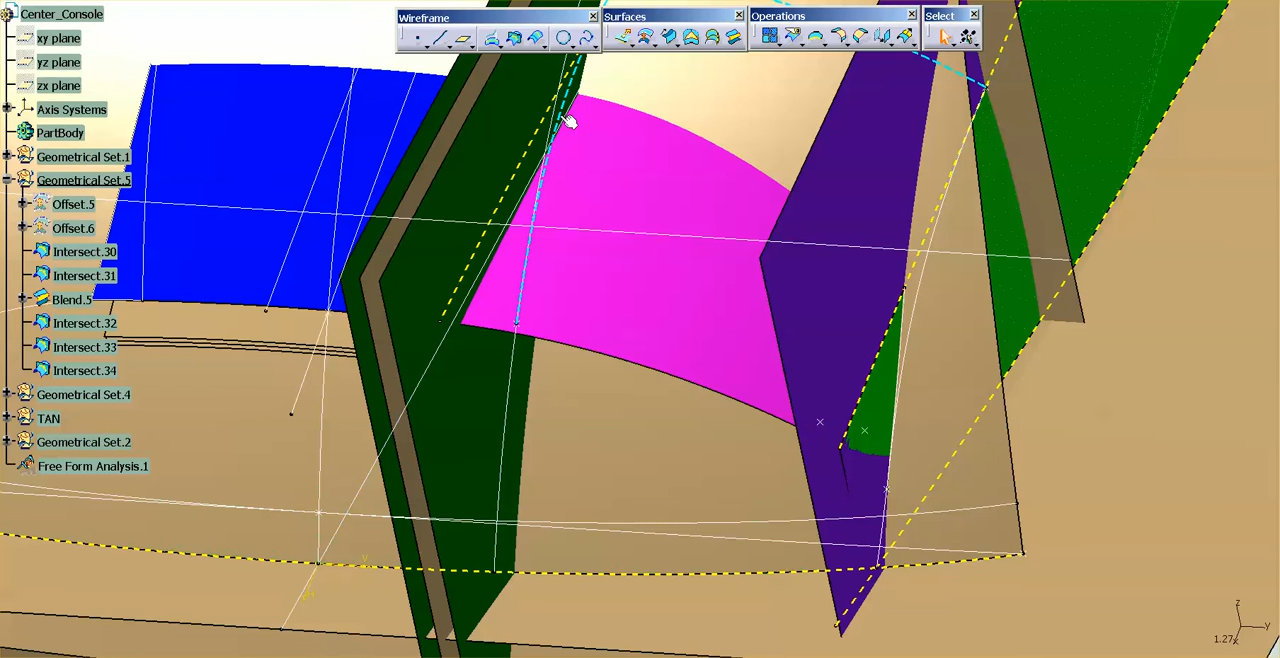 Center_Console
xy plane
yz plane
zx plane
Axis Systems
PartBody
Geometrical Set.1
Geometrical Set.5
Offset.5
Offset.6
Intersect.30
Intersect.31
Blend.5
Intersect.32
Intersect.33
Intersect.34
Geometrical Set.4
TAN
Geometrical Set.2
Free Form Analysis.1
Wireframe
Surfaces
Operations
Select
Y
z
Y
x
1.27